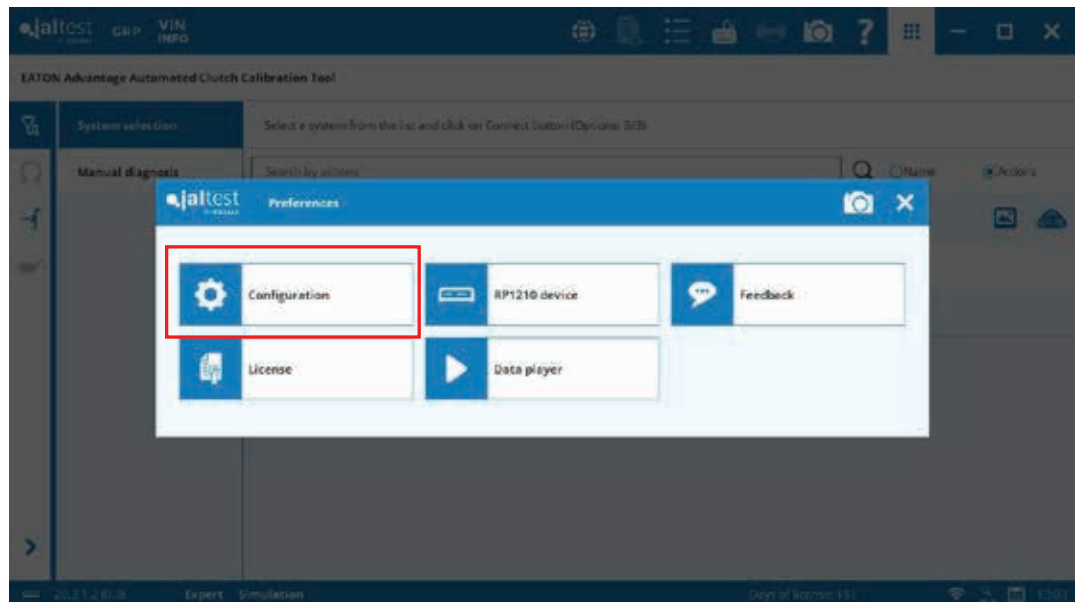 jaltest GRP VIN INFO
EATON Advantage Automated Clutch Calibration Tool
System selection
Select a system from the list and click on Connect button (Options: 3/3)
Manual diagnosis
Search by actions
Name
Actions
jaltest Preferences
Configuration
RP1210 device
Feedback
License
Data player
Expert Simulation
Days of license: 151